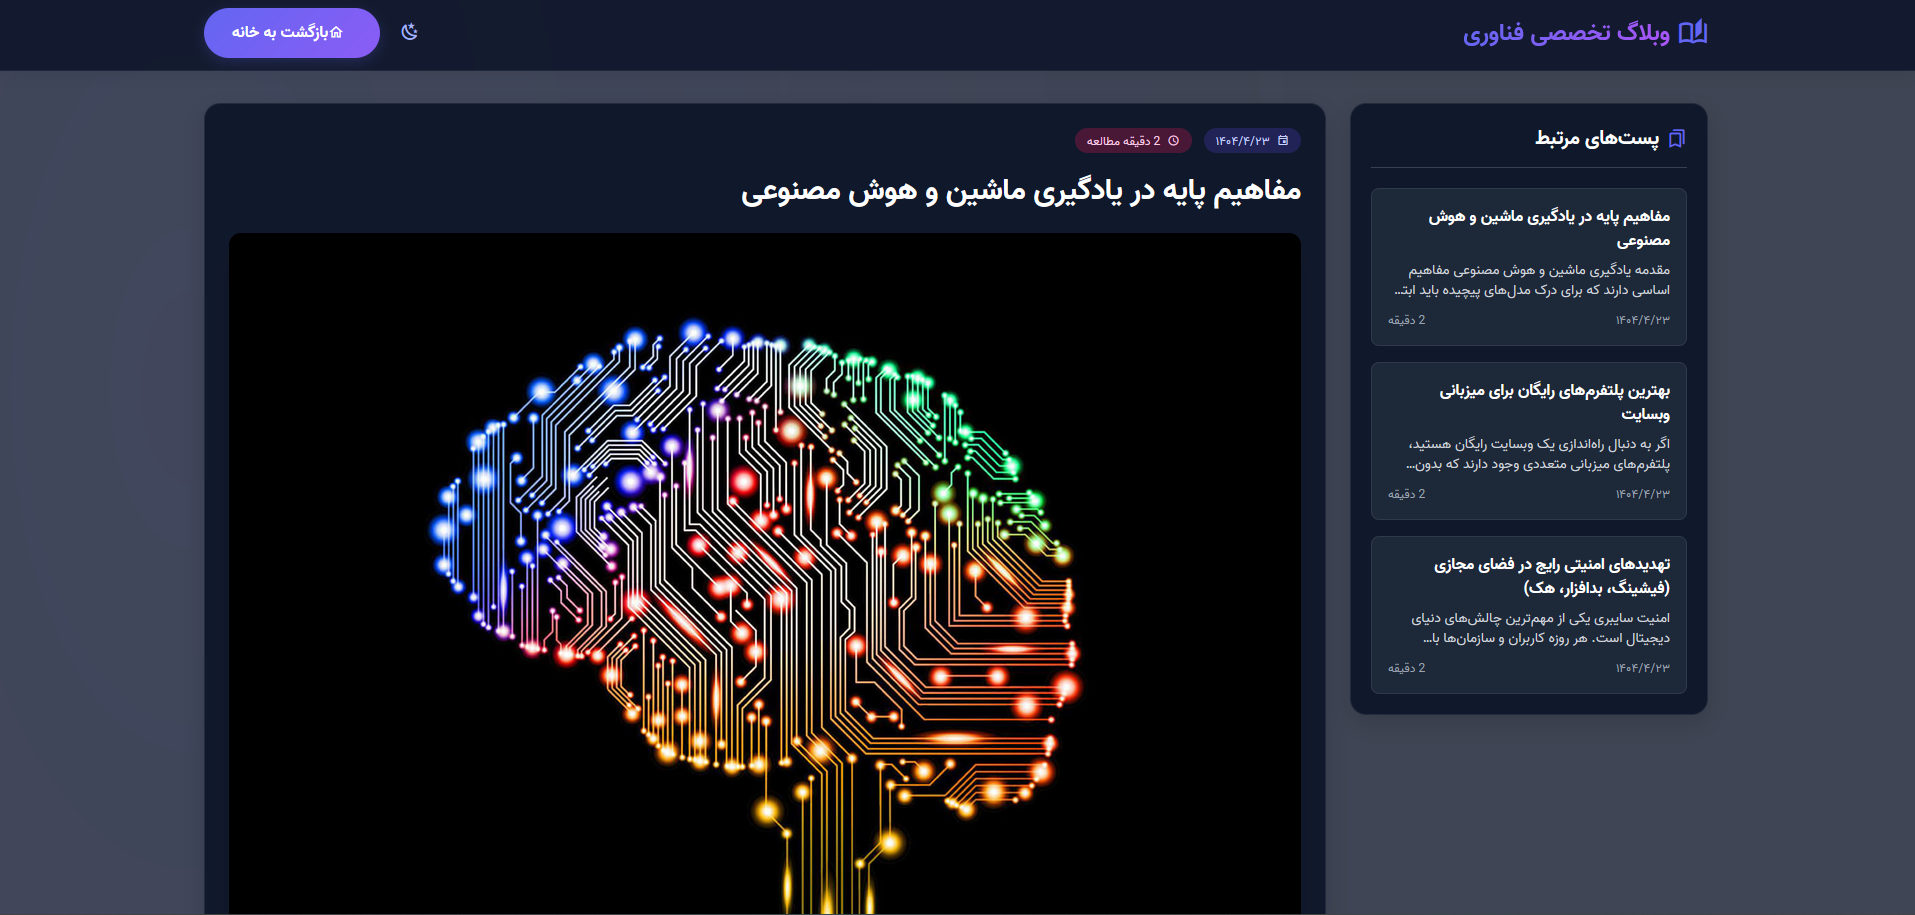 وبلاگ تخصصی فناوری
بازگشت به خانه
پست‌های مرتبط
مفاهیم پایه در یادگیری ماشین و هوش
مصنوعی
مقدمه یادگیری ماشین و هوش مصنوعی مفاهیم
اساسی دارند که برای درک مدل‌های پیچیده باید ابتـ...
۱۴۰۴/۴/۲۳
2 دقیقه
بهترین پلتفرم‌های رایگان برای میزبانی
وبسایت
اگر به دنبال راه‌اندازی یک وبسایت رایگان هستید،
پلتفرم‌های میزبانی متعددی وجود دارند که بدون...
۱۴۰۴/۴/۲۳
2 دقیقه
تهدیدهای امنیتی رایج در فضای مجازی
(فیشینگ، بدافزار، هک)
امنیت سایبری یکی از مهم‌ترین چالش‌های دنیای
دیجیتال است. هر روزه کاربران و سازمان‌ها با...
۱۴۰۴/۴/۲۳
2 دقیقه
۱۴۰۴/۴/۲۳
2 دقیقه مطالعه
مفاهیم پایه در یادگیری ماشین و هوش مصنوعی